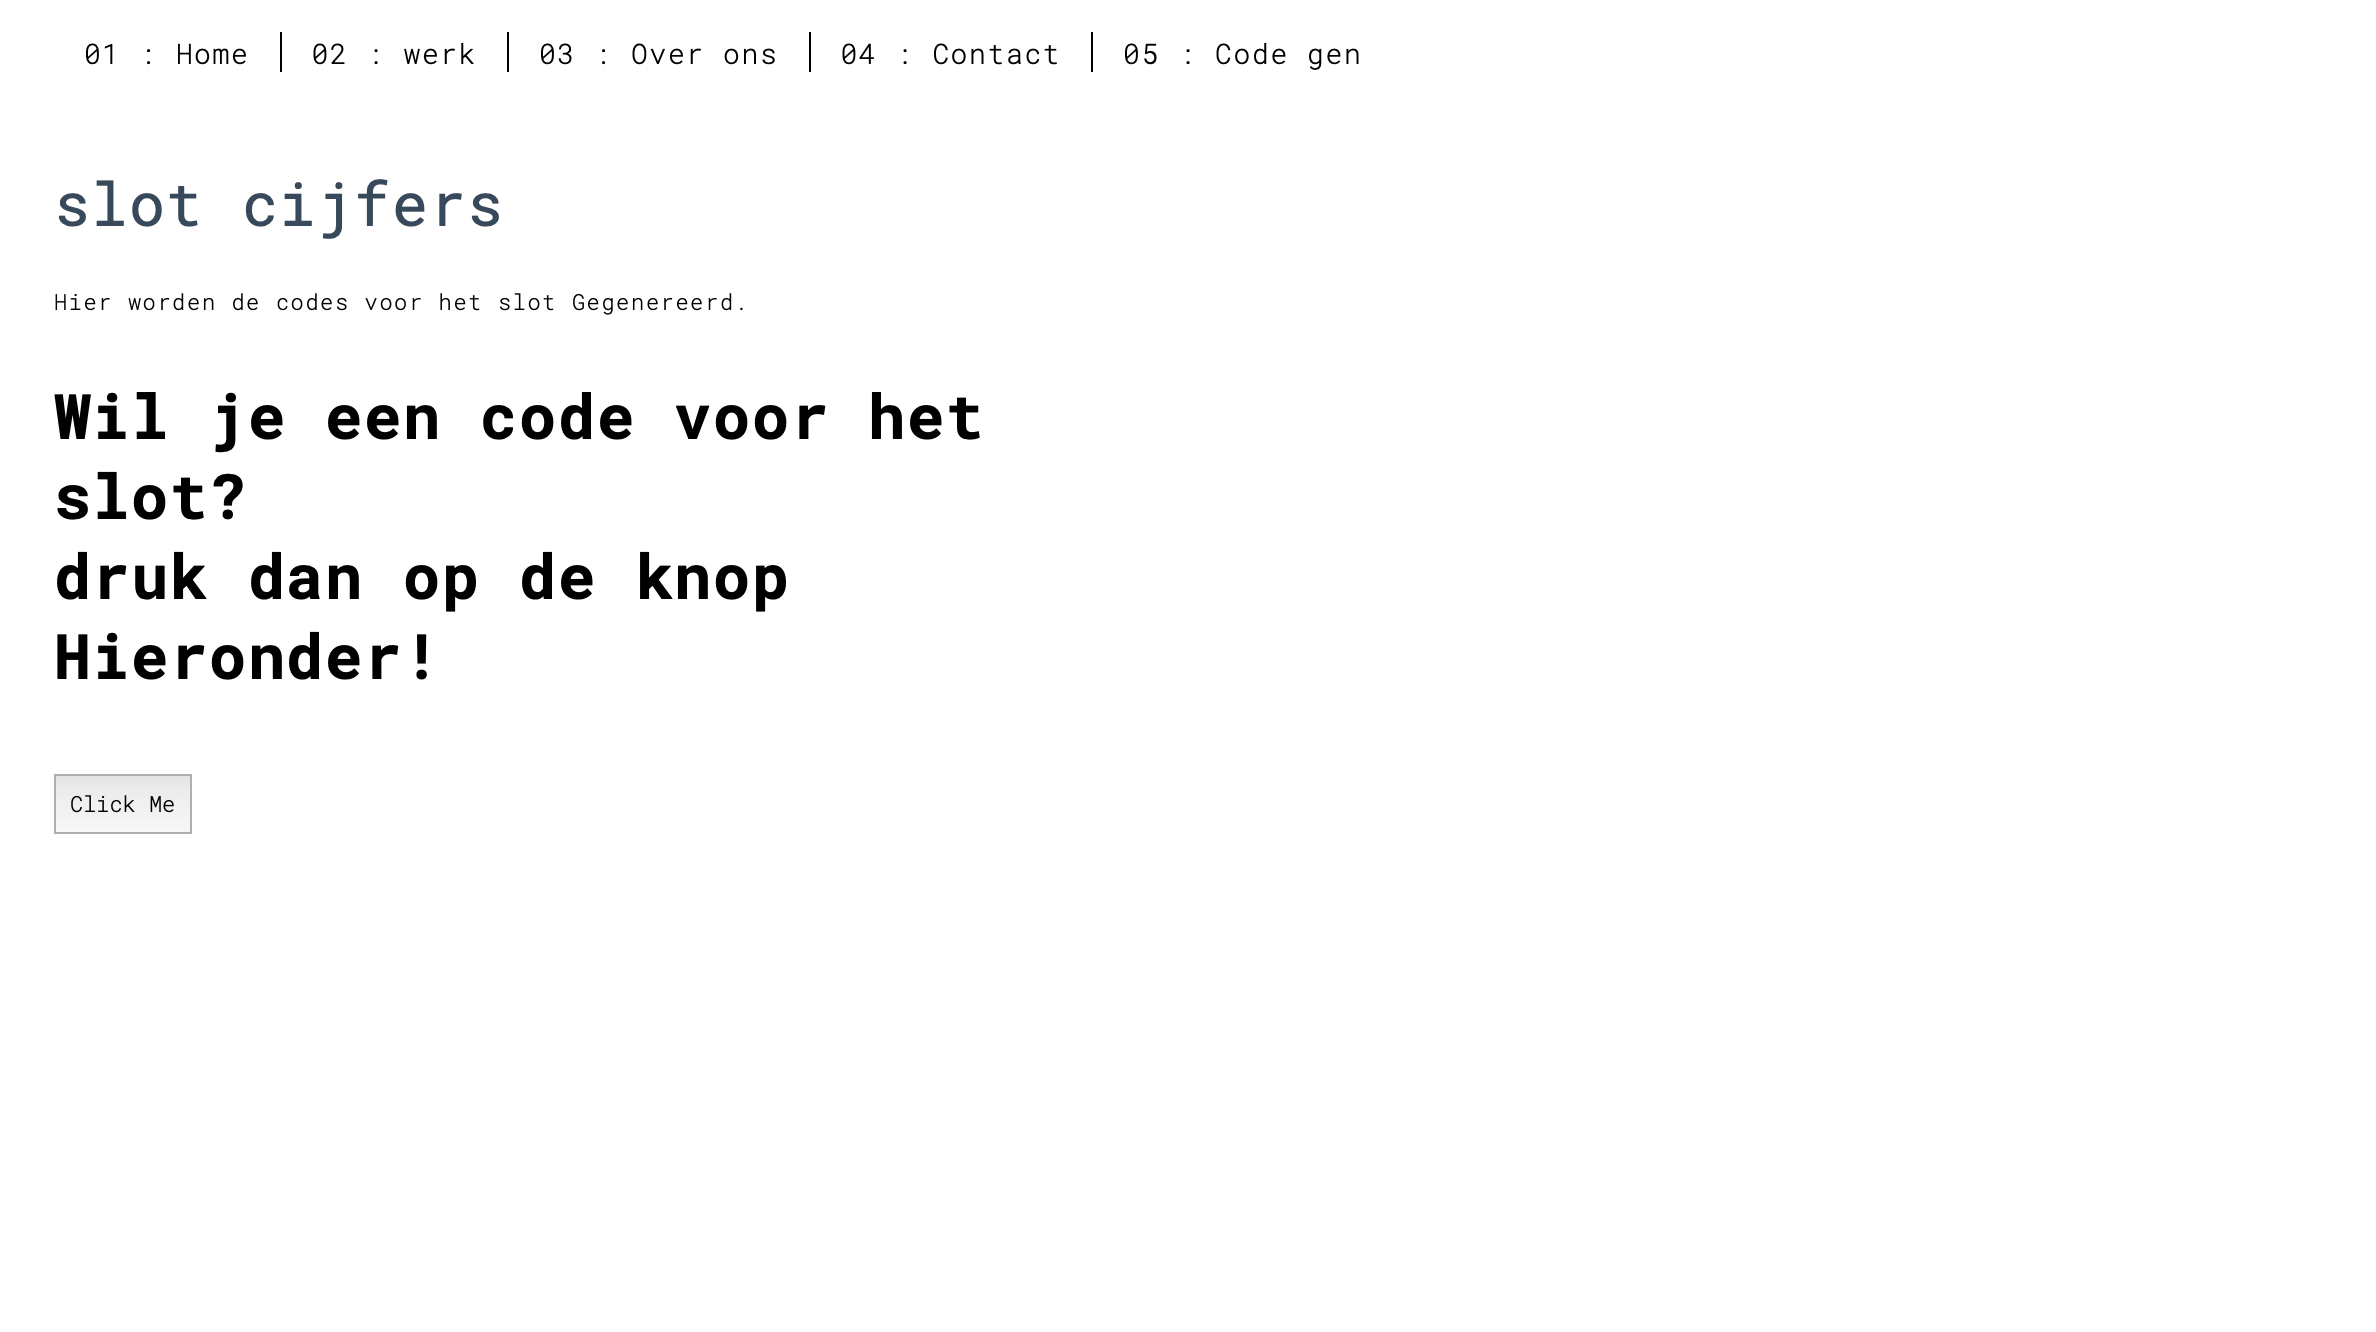 01 : Home 02 : werk 03 : Over ons 04 : Contact 05 : Code gen
slot cijfers
Hier worden de codes voor het slot Gegenereerd.
Wil je een code voor het
slot?
druk dan op de knop
Hieronder!
Click Me